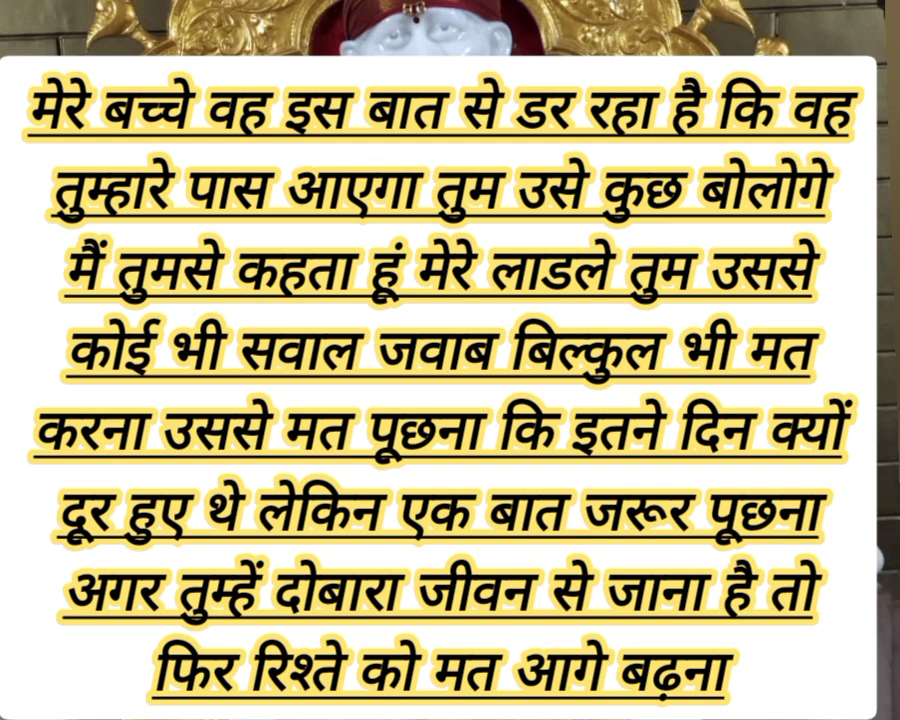 मेरे बच्चे वह इस बात से डर रहा है कि वह
तुम्हारे पास आएगा तुम उसे कुछ बोलोगे
मैं तुमसे कहता हूं मेरे लाडले तुम उससे
कोई भी सवाल जवाब बिल्कुल भी मत
करना उससे मत पूछना कि इतने दिन क्यों
दूर हुए थे लेकिन एक बात जरूर पूछना
अगर तुम्हें दोबारा जीवन से जाना है तो
फिर रिश्ते को मत आगे बढ़ना